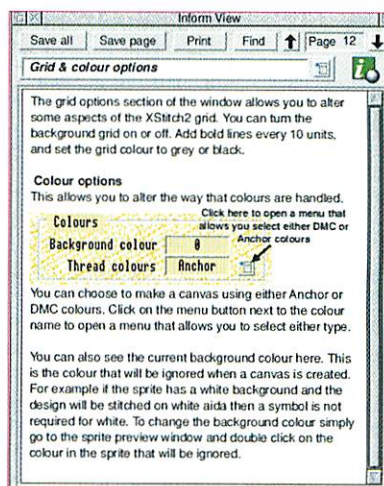 Inform View
Save all Save page Print Find Page 12
Grid & colour options
The grid options section of the window allows you to alter
some aspects of the XStitch2 grid. You can turn the
background grid on or off. Add bold lines every 10 units,
and set the grid colour to grey or black.
Colour options
This allows you to alter the way that colours are handled.
Click here to open a menu that
allows you select either DMC or
Anchor colours
Colours
Background colour 0
Thread colours Anchor
You can choose to make a canvas using either Anchor or
DMC colours. Click on the menu button next to the colour
name to open a menu that allows you to select either type.
You can also see the current background colour here. This
is the colour that will be ignored when a canvas is created.
For example if the sprite has a white background and the
design will be stitched on white aida then a symbol is not
required for white. To change the background colour simply
go to the sprite preview window and double click on the
colour in the sprite that will be ignored.